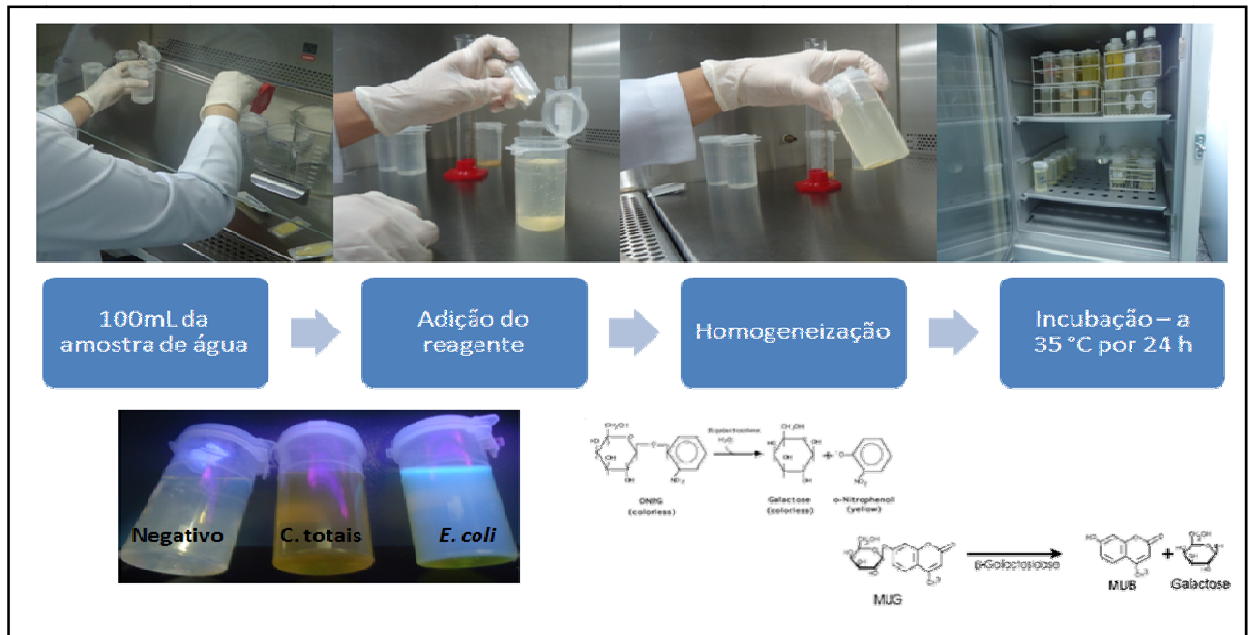 100mL da
amostra de água
Adição do
reagente
Homogeneização
Incubação – a
35 °C por 24 h
Negativo
C. totais
E. coli
ONPG
(colorless)
H₂O
Galactose
(colorless)
o-Nitrophenol
(yellow)
MUG
β-Galactosidase
MUB
Galactose